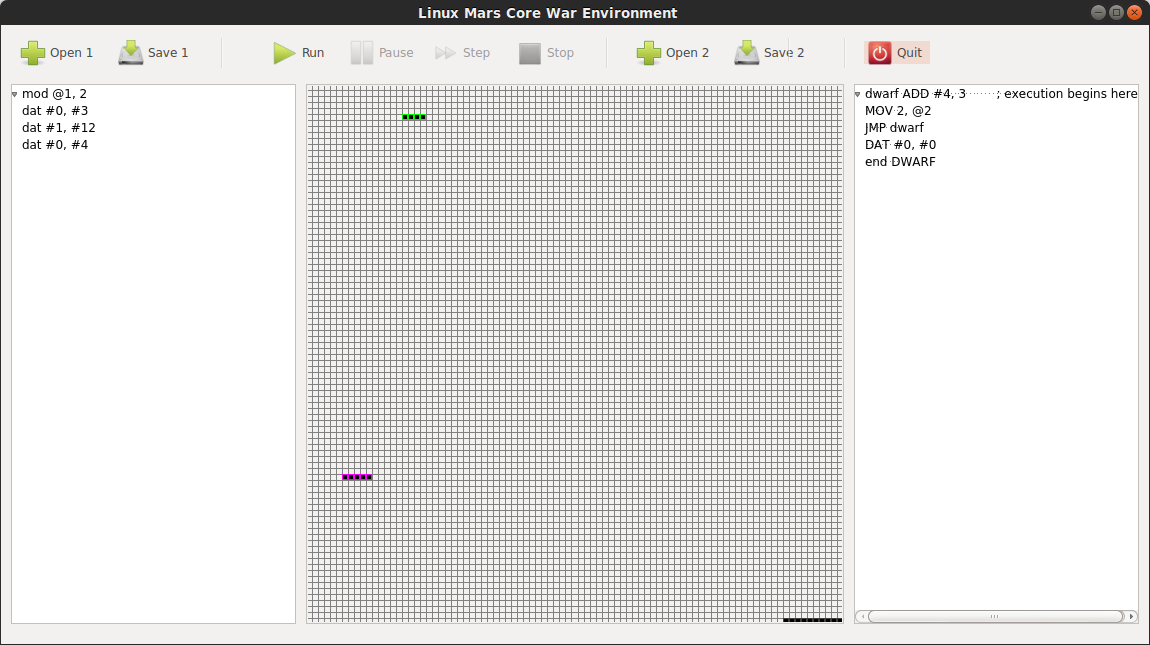 Linux Mars Core War Environment
Open 1 Save 1 Run Pause Step Stop Open 2 Save 2 Quit
mod @1, 2
dat #0, #3
dat #1, #12
dat #0, #4
dwarf ADD #4, 3 ; execution begins here
MOV 2, @2
JMP dwarf
DAT #0, #0
end DWARF